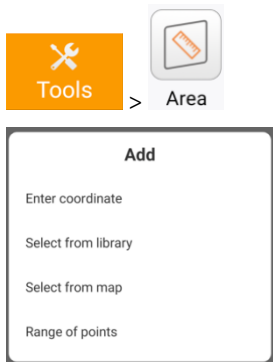 Tools > Area
Add
Enter coordinate
Select from library
Select from map
Range of points